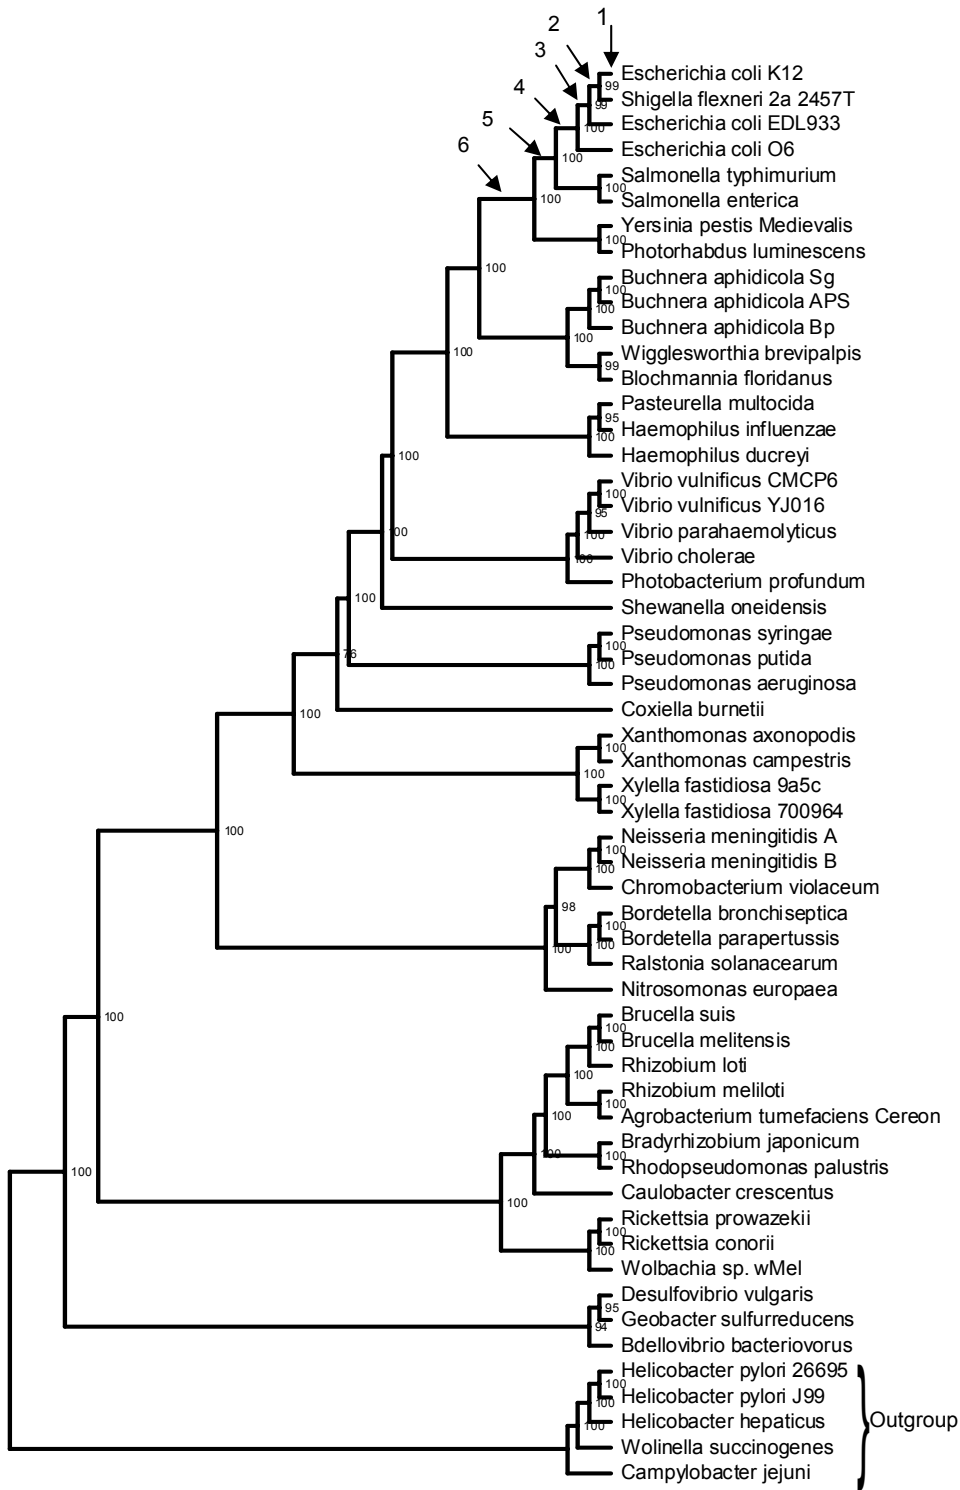 1
2
3
4
5
6
Escherichia coli K12
99
Shigella flexneri 2a 2457T
99
Escherichia coli EDL933
100
Escherichia coli O6
100
Salmonella typhimurium
100
Salmonella enterica
100
Yersinia pestis Medievalis
100
Photorhabdus luminescens
100
Buchnera aphidicola Sg
100
Buchnera aphidicola APS
100
Buchnera aphidicola Bp
100
Wigglesworthia brevipalpis
100
99
Blochmannia floridanus
Pasteurella multocida
95
Haemophilus influenzae
100
Haemophilus ducreyi
100
Vibrio vulnificus CMCP6
100
Vibrio vulnificus YJ016
95
Vibrio parahaemolyticus
100
100
Vibrio cholerae
100
Photobacterium profundum
100
Shewanella oneidensis
Pseudomonas syringae
100
Pseudomonas putida
76
100
Pseudomonas aeruginosa
Coxiella burnetii
100
Xanthomonas axonopodis
100
Xanthomonas campestris
100
Xylella fastidiosa 9a5c
100
Xylella fastidiosa 700964
100
Neisseria meningitidis A
100
Neisseria meningitidis B
100
Chromobacterium violaceum
98
Bordetella bronchiseptica
100
Bordetella parapertussis
100
100
Ralstonia solanacearum
Nitrosomonas europaea
100
Brucella suis
100
Brucella melitensis
100
Rhizobium loti
100
Rhizobium meliloti
100
Agrobacterium tumefaciens Cereon
100
Bradyrhizobium japonicum
100
100
Rhodopseudomonas palustris
100
Caulobacter crescentus
100
Rickettsia prowazekii
100
Rickettsia conorii
100
Wolbachia sp. wMel
Desulfovibrio vulgaris
95
Geobacter sulfurreducens
94
Bdellovibrio bacteriovorus
Helicobacter pylori 26695
100
Helicobacter pylori J99
100
Helicobacter hepaticus
100
Outgroup
Wolinella succinogenes
Campylobacter jejuni